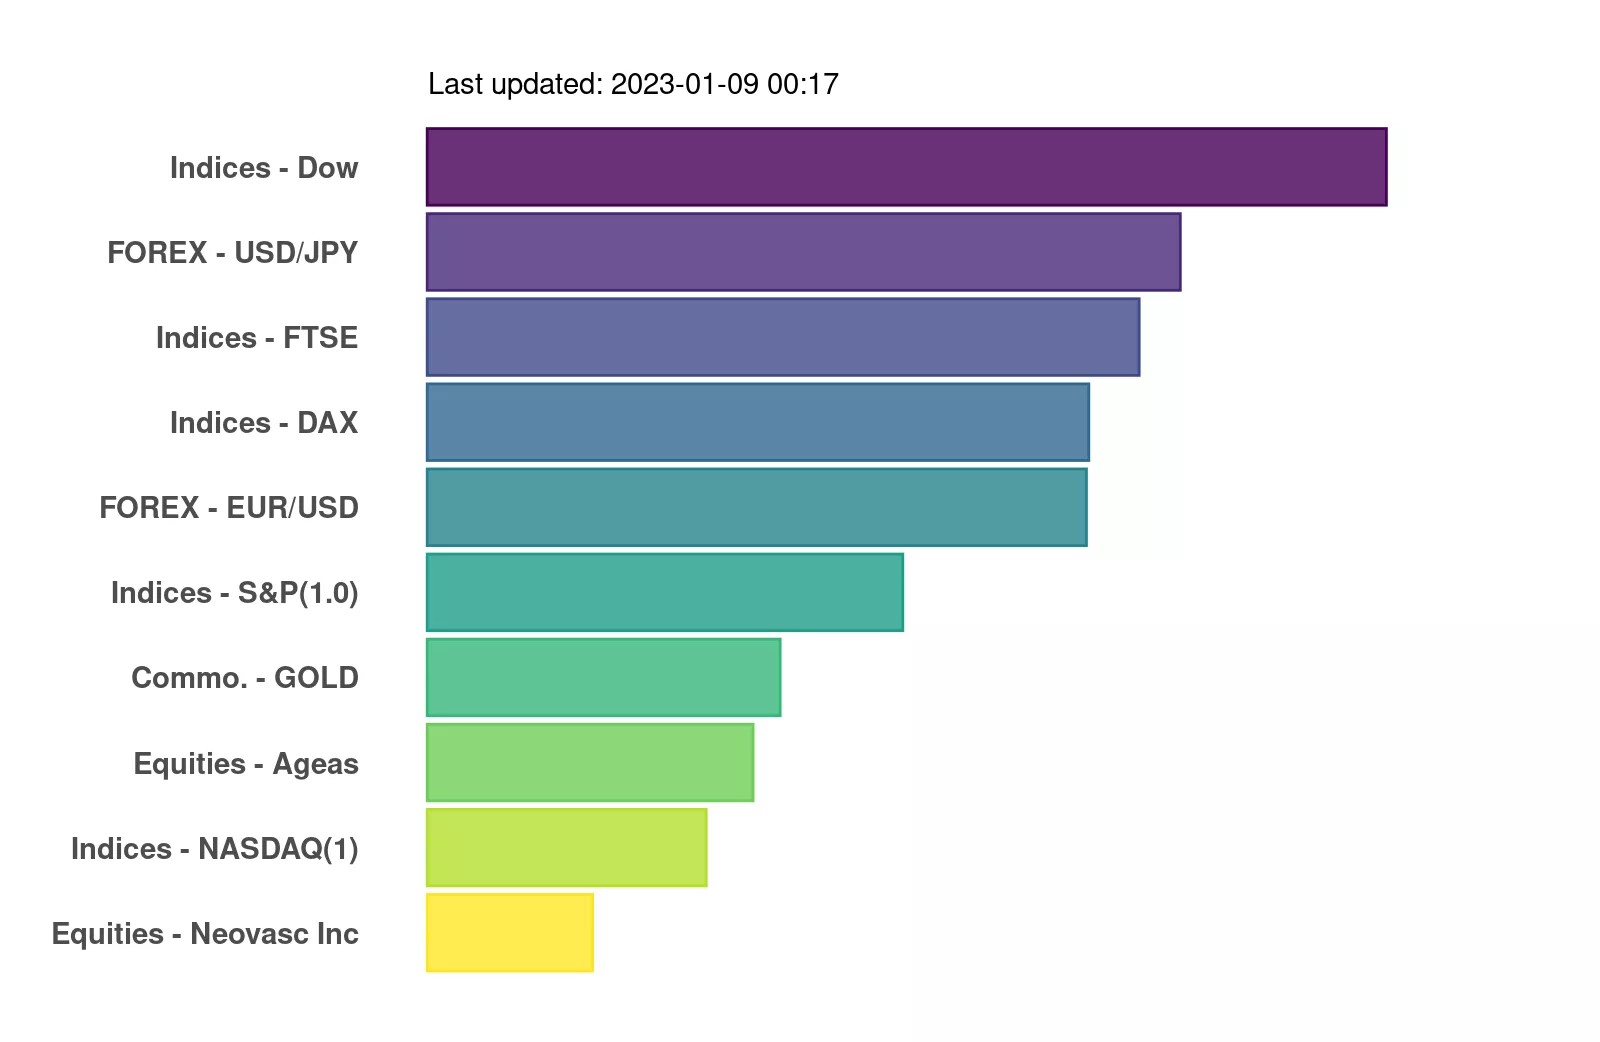 Last updated: 2023-01-09 00:17
Indices - Dow
FOREX - USD/JPY
Indices - FTSE
Indices - DAX
FOREX - EUR/USD
Indices - S&P(1.0)
Commo. - GOLD
Equities - Ageas
Indices - NASDAQ(1)
Equities - Neovasc Inc